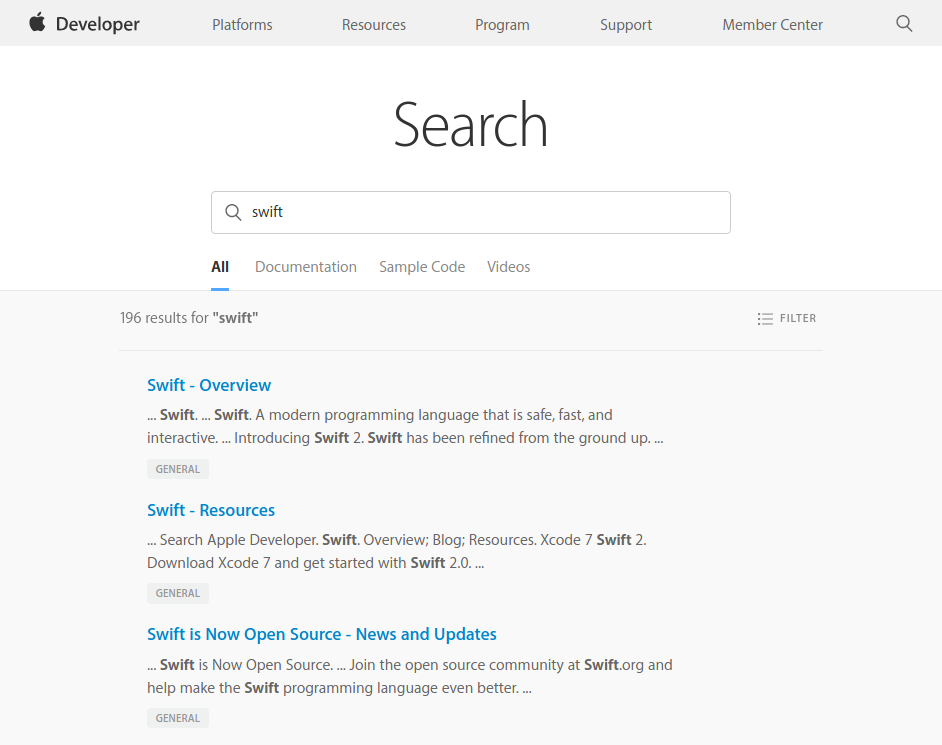 Developer Platforms Resources Program Support Member Center
Search
swift
All Documentation Sample Code Videos
196 results for "swift" FILTER
Swift - Overview
... Swift. ... Swift. A modern programming language that is safe, fast, and
interactive. ... Introducing Swift 2. Swift has been refined from the ground up. ...
GENERAL
Swift - Resources
... Search Apple Developer. Swift. Overview; Blog; Resources. Xcode 7 Swift 2.
Download Xcode 7 and get started with Swift 2.0. ...
GENERAL
Swift is Now Open Source - News and Updates
... Swift is Now Open Source. ... Join the open source community at Swift.org and
help make the Swift programming language even better. ...
GENERAL